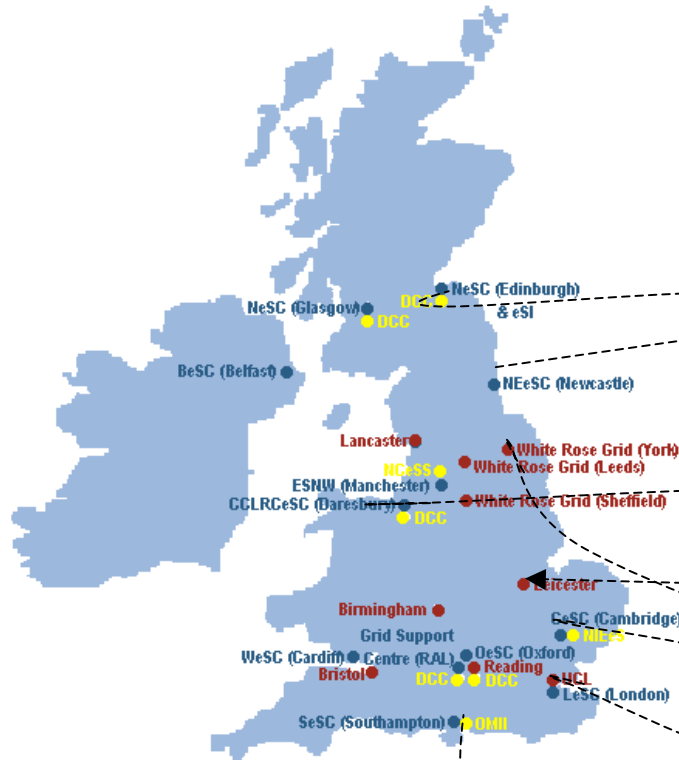 NeSC (Edinburgh)
DCC
& eSI
NeSC (Glasgow)
DCC
BeSC (Belfast)
NEeSC (Newcastle)
Lancaster
White Rose Grid (York)
White Rose Grid (Leeds)
NCeSS
ESNW (Manchester)
CCLRCeSC (Daresbury)
White Rose Grid (Sheffield)
DCC
Leicester
Birmingham
CeSC (Cambridge)
NIEeS
Grid Support
Centre (RAL)
WeSC (Cardiff)
OeSC (Oxford)
Reading
Bristol
DCC
DCC
UCL
LeSC (London)
SeSC (Southampton)
OMII